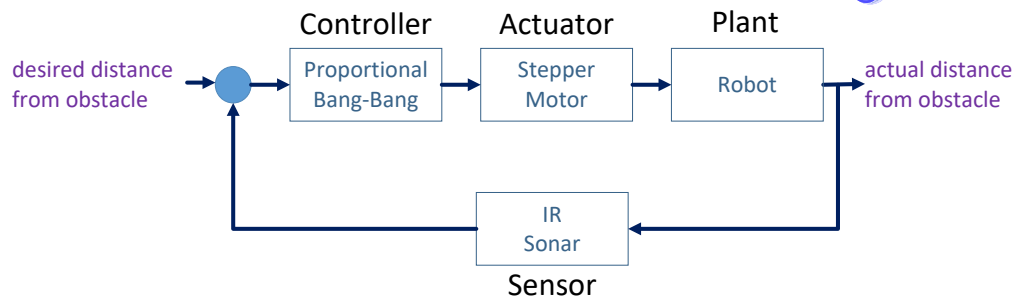 Controller
Actuator
Plant
desired distance
from obstacle
Proportional
Bang-Bang
Stepper
Motor
Robot
actual distance
from obstacle
IR
Sonar
Sensor